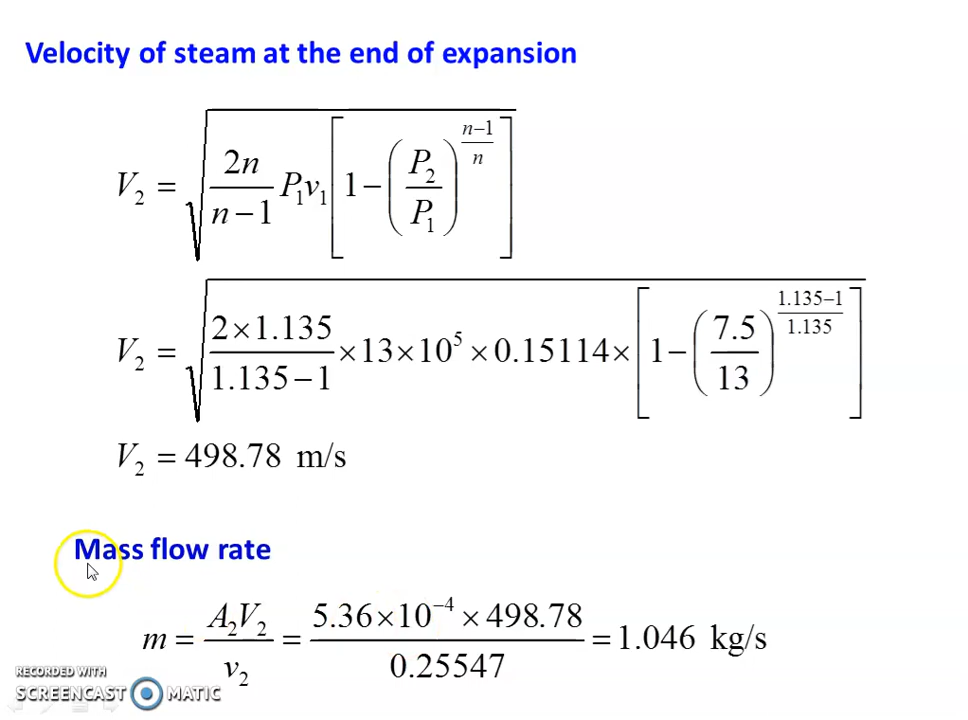 Velocity of steam at the end of expansion
V₂ = √( 2n/(n−1) P₁v₁ [ 1 − (P₂/P₁)^((n−1)/n) ] )
V₂ = √( (2×1.135)/(1.135−1) × 13 × 10⁵ × 0.15114 × [ 1 − (7.5/13)^((1.135−1)/1.135) ] )
V₂ = 498.78 m/s
Mass flow rate
m = A₂V₂/v₂ = (5.36×10⁻⁴ × 498.78)/0.25547 = 1.046 kg/s
RECORDED WITH
SCREENCAST MATIC